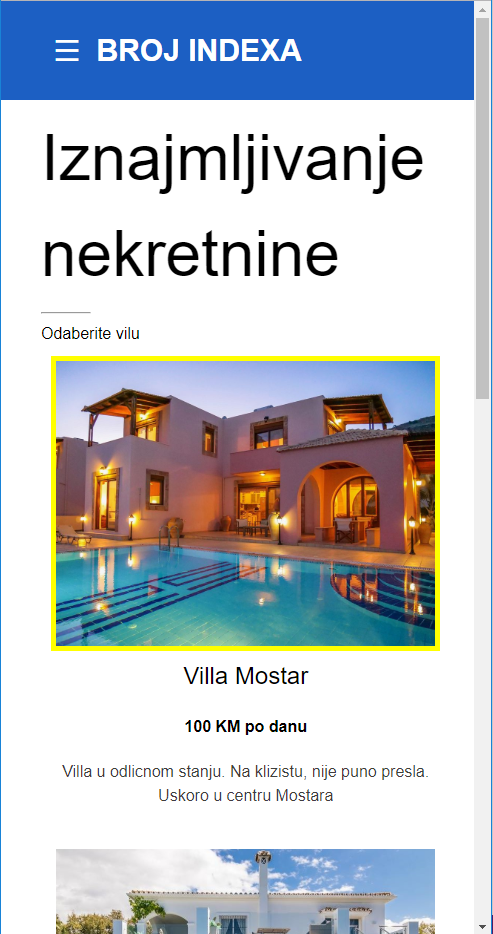 ☰ BROJ INDEXA
Iznajmljivanje
nekretnine
Odaberite vilu
Villa Mostar
100 KM po danu
Villa u odlicnom stanju. Na klizistu, nije puno presla.
Uskoro u centru Mostara